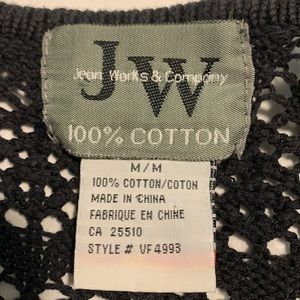 JW
Jean Works & Company
100% COTTON
M/M
100% COTTON/COTON
MADE IN CHINA
FABRIQUE EN CHINE
CA 25510
STYLE # VF4993